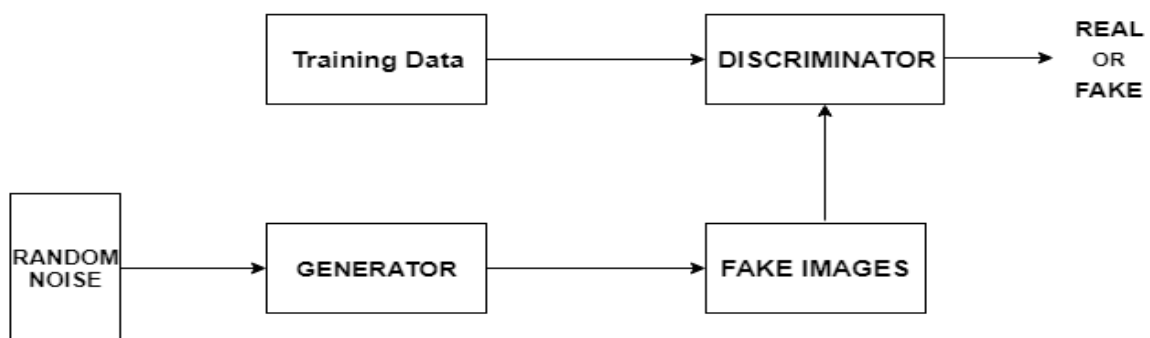 Training Data
DISCRIMINATOR
REAL
OR
FAKE
RANDOM
NOISE
GENERATOR
FAKE IMAGES